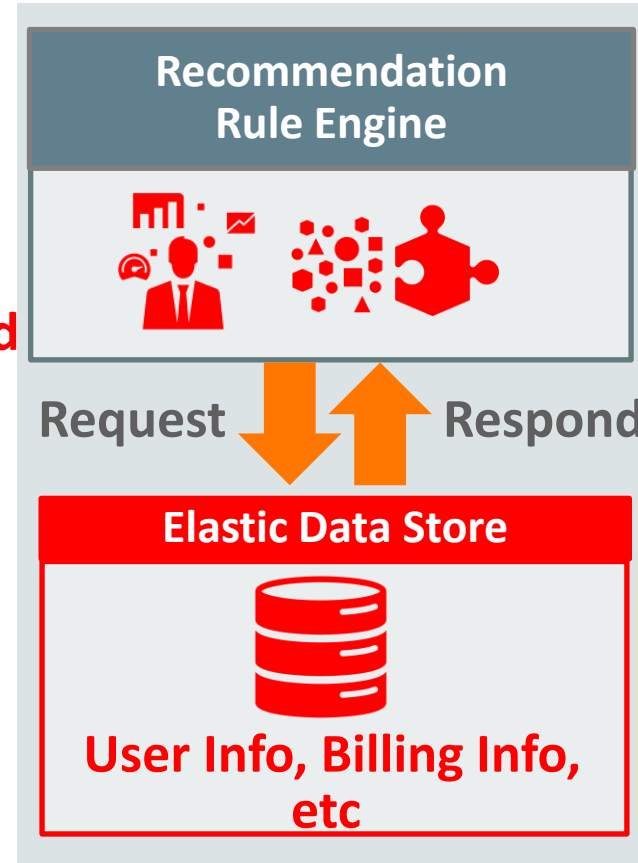 Recommendation
Rule Engine
d
Request
Respond
Elastic Data Store
User Info, Billing Info,
etc